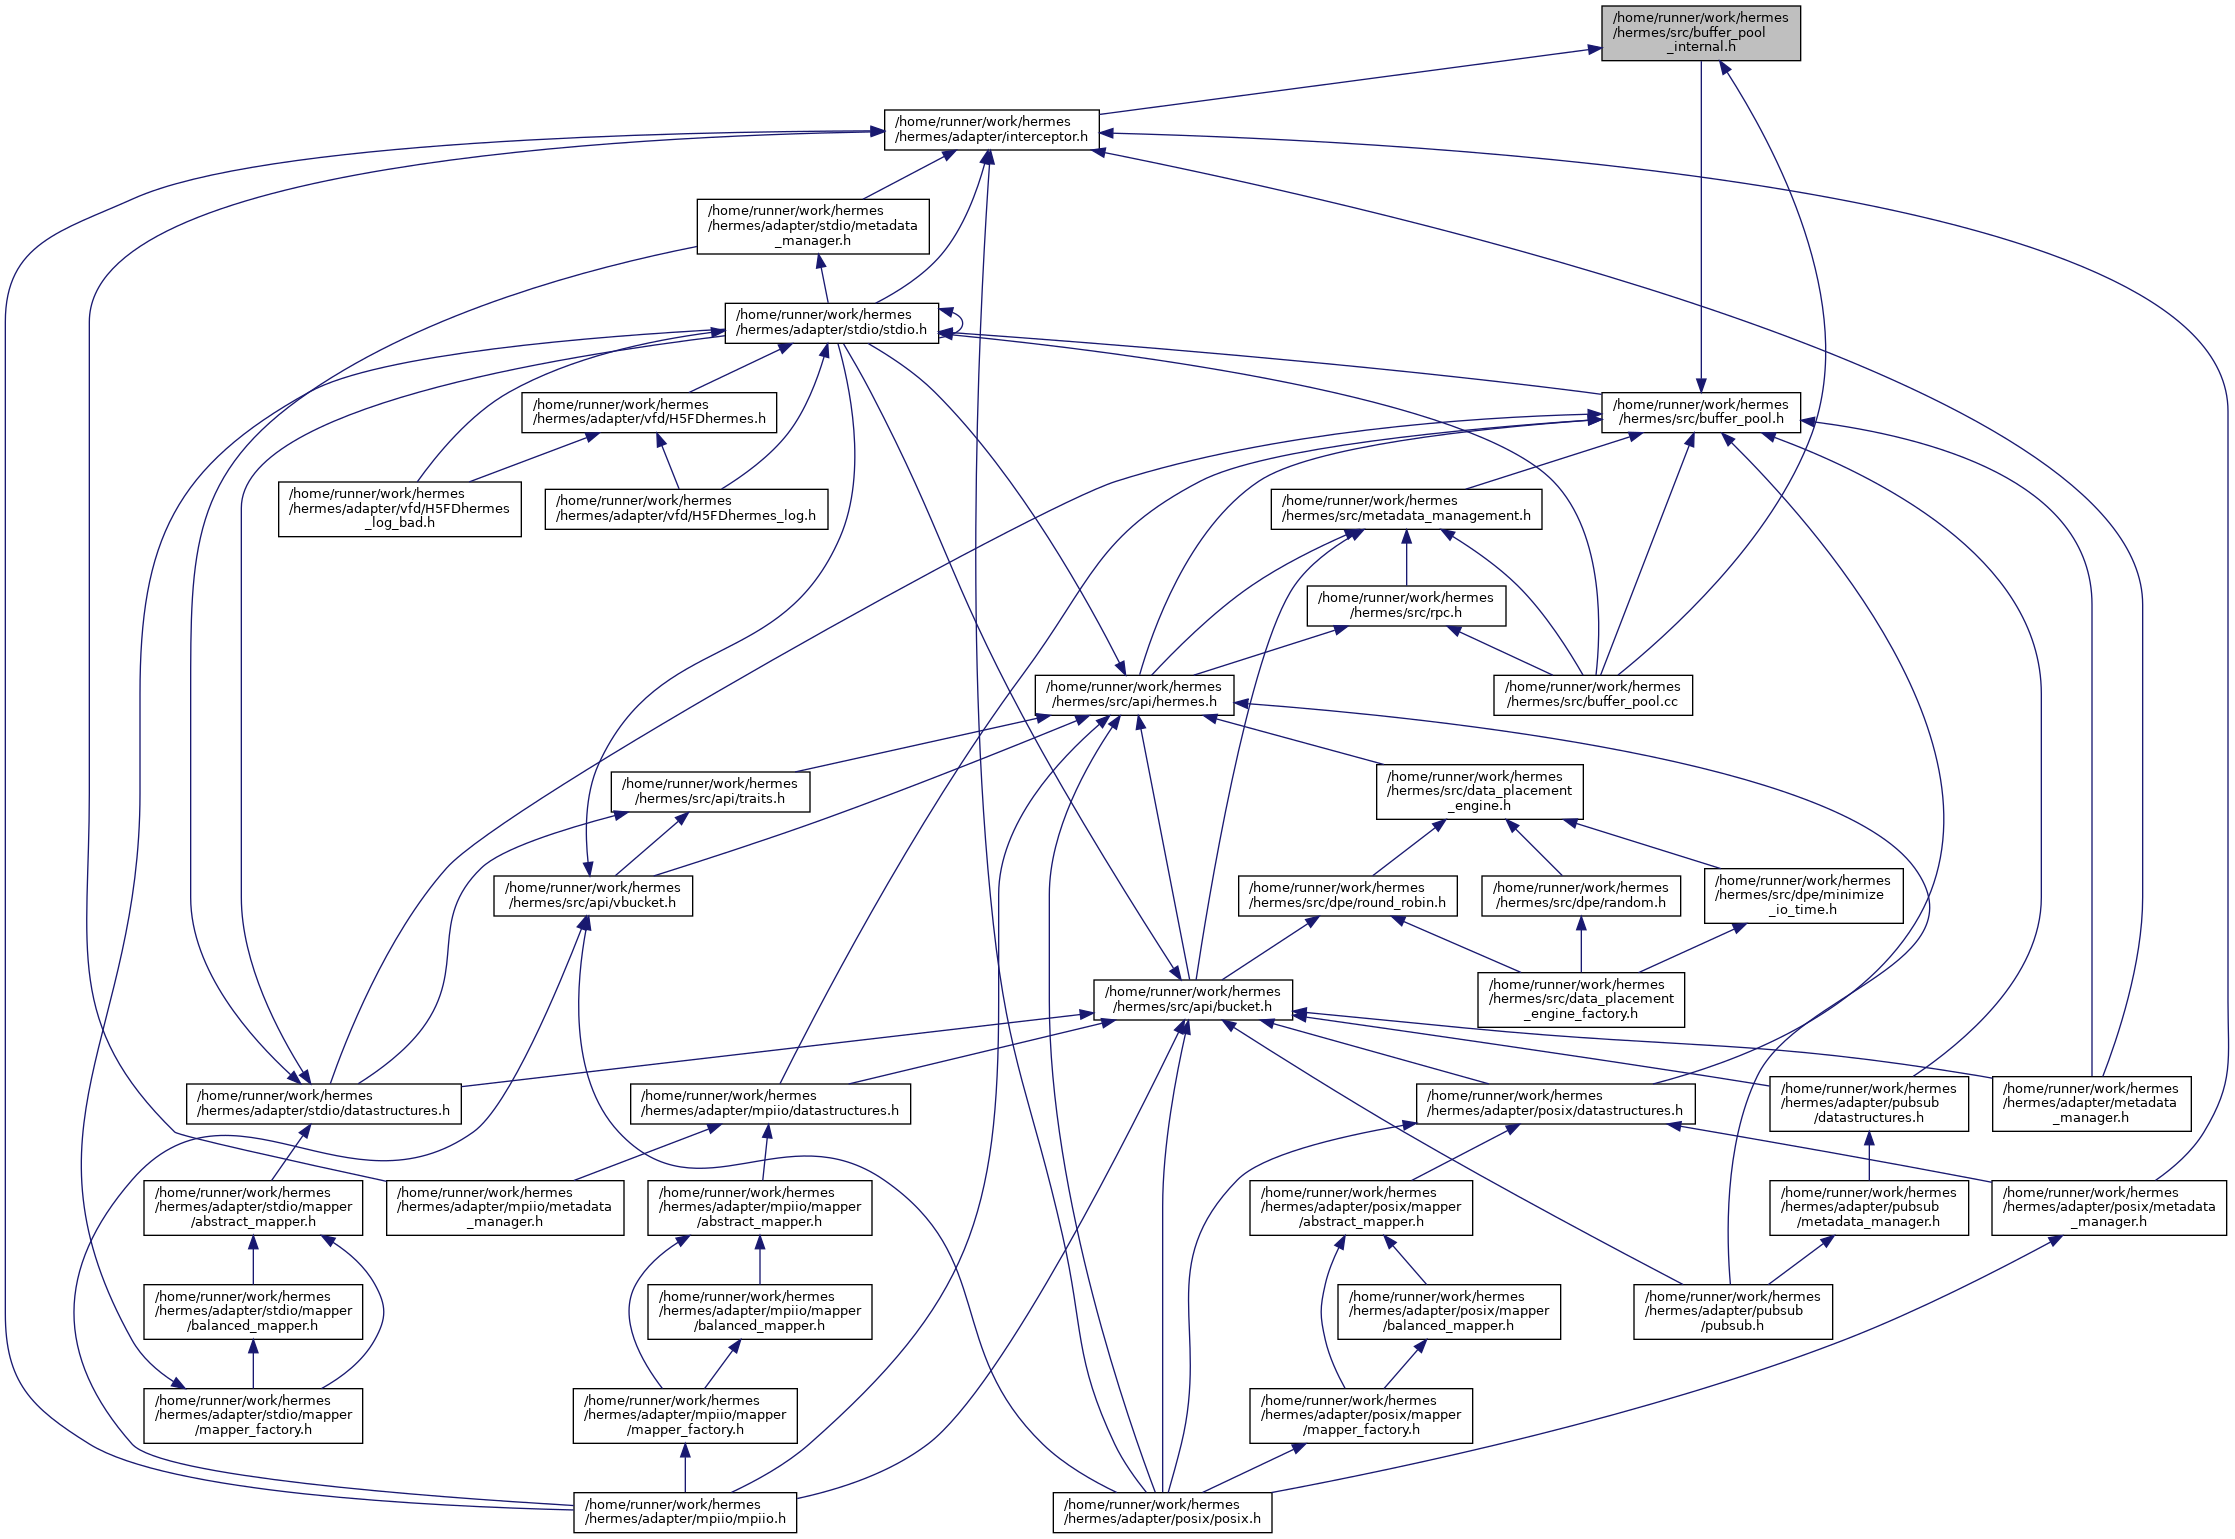 /home/runner/work/hermes
/hermes/src/buffer_pool
_internal.h
/home/runner/work/hermes
/hermes/adapter/interceptor.h
/home/runner/work/hermes
/hermes/adapter/stdio/metadata
_manager.h
/home/runner/work/hermes
/hermes/adapter/stdio/stdio.h
/home/runner/work/hermes
/hermes/adapter/vfd/H5FDhermes.h
/home/runner/work/hermes
/hermes/src/buffer_pool.h
/home/runner/work/hermes
/hermes/adapter/vfd/H5FDhermes
_log_bad.h
/home/runner/work/hermes
/hermes/adapter/vfd/H5FDhermes_log.h
/home/runner/work/hermes
/hermes/src/metadata_management.h
/home/runner/work/hermes
/hermes/src/rpc.h
/home/runner/work/hermes
/hermes/src/api/hermes.h
/home/runner/work/hermes
/hermes/src/buffer_pool.cc
/home/runner/work/hermes
/hermes/src/api/traits.h
/home/runner/work/hermes
/hermes/src/data_placement
_engine.h
/home/runner/work/hermes
/hermes/src/api/vbucket.h
/home/runner/work/hermes
/hermes/src/dpe/round_robin.h
/home/runner/work/hermes
/hermes/src/dpe/random.h
/home/runner/work/hermes
/hermes/src/dpe/minimize
_io_time.h
/home/runner/work/hermes
/hermes/src/api/bucket.h
/home/runner/work/hermes
/hermes/src/data_placement
_engine_factory.h
/home/runner/work/hermes
/hermes/adapter/stdio/datastructures.h
/home/runner/work/hermes
/hermes/adapter/mpiio/datastructures.h
/home/runner/work/hermes
/hermes/adapter/posix/datastructures.h
/home/runner/work/hermes
/hermes/adapter/pubsub
/datastructures.h
/home/runner/work/hermes
/hermes/adapter/metadata
_manager.h
/home/runner/work/hermes
/hermes/adapter/stdio/mapper
/abstract_mapper.h
/home/runner/work/hermes
/hermes/adapter/mpiio/metadata
_manager.h
/home/runner/work/hermes
/hermes/adapter/mpiio/mapper
/abstract_mapper.h
/home/runner/work/hermes
/hermes/adapter/posix/mapper
/abstract_mapper.h
/home/runner/work/hermes
/hermes/adapter/pubsub
/metadata_manager.h
/home/runner/work/hermes
/hermes/adapter/posix/metadata
_manager.h
/home/runner/work/hermes
/hermes/adapter/stdio/mapper
/balanced_mapper.h
/home/runner/work/hermes
/hermes/adapter/mpiio/mapper
/balanced_mapper.h
/home/runner/work/hermes
/hermes/adapter/posix/mapper
/balanced_mapper.h
/home/runner/work/hermes
/hermes/adapter/pubsub
/pubsub.h
/home/runner/work/hermes
/hermes/adapter/stdio/mapper
/mapper_factory.h
/home/runner/work/hermes
/hermes/adapter/mpiio/mapper
/mapper_factory.h
/home/runner/work/hermes
/hermes/adapter/posix/mapper
/mapper_factory.h
/home/runner/work/hermes
/hermes/adapter/mpiio/mpiio.h
/home/runner/work/hermes
/hermes/adapter/posix/posix.h